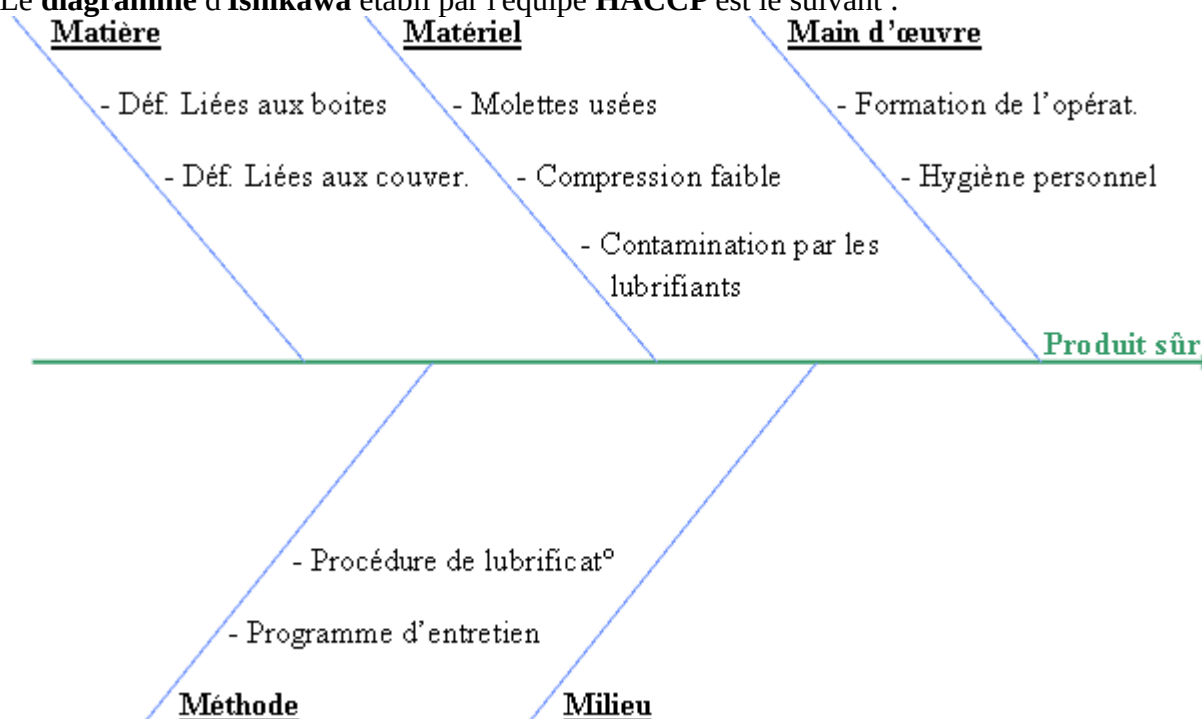 Le diagramme d'Ishikawa établi par l'équipe HACCP est le suivant :
Matière
- Déf. Liées aux boites
- Déf. Liées aux couver.
Matériel
- Molettes usées
- Compression faible
- Contamination par les
lubrifiants
Main d'œuvre
- Formation de l'opérat.
- Hygiène personnel
Produit sûr
- Procédure de lubrificat°
- Programme d'entretien
Méthode
Milieu